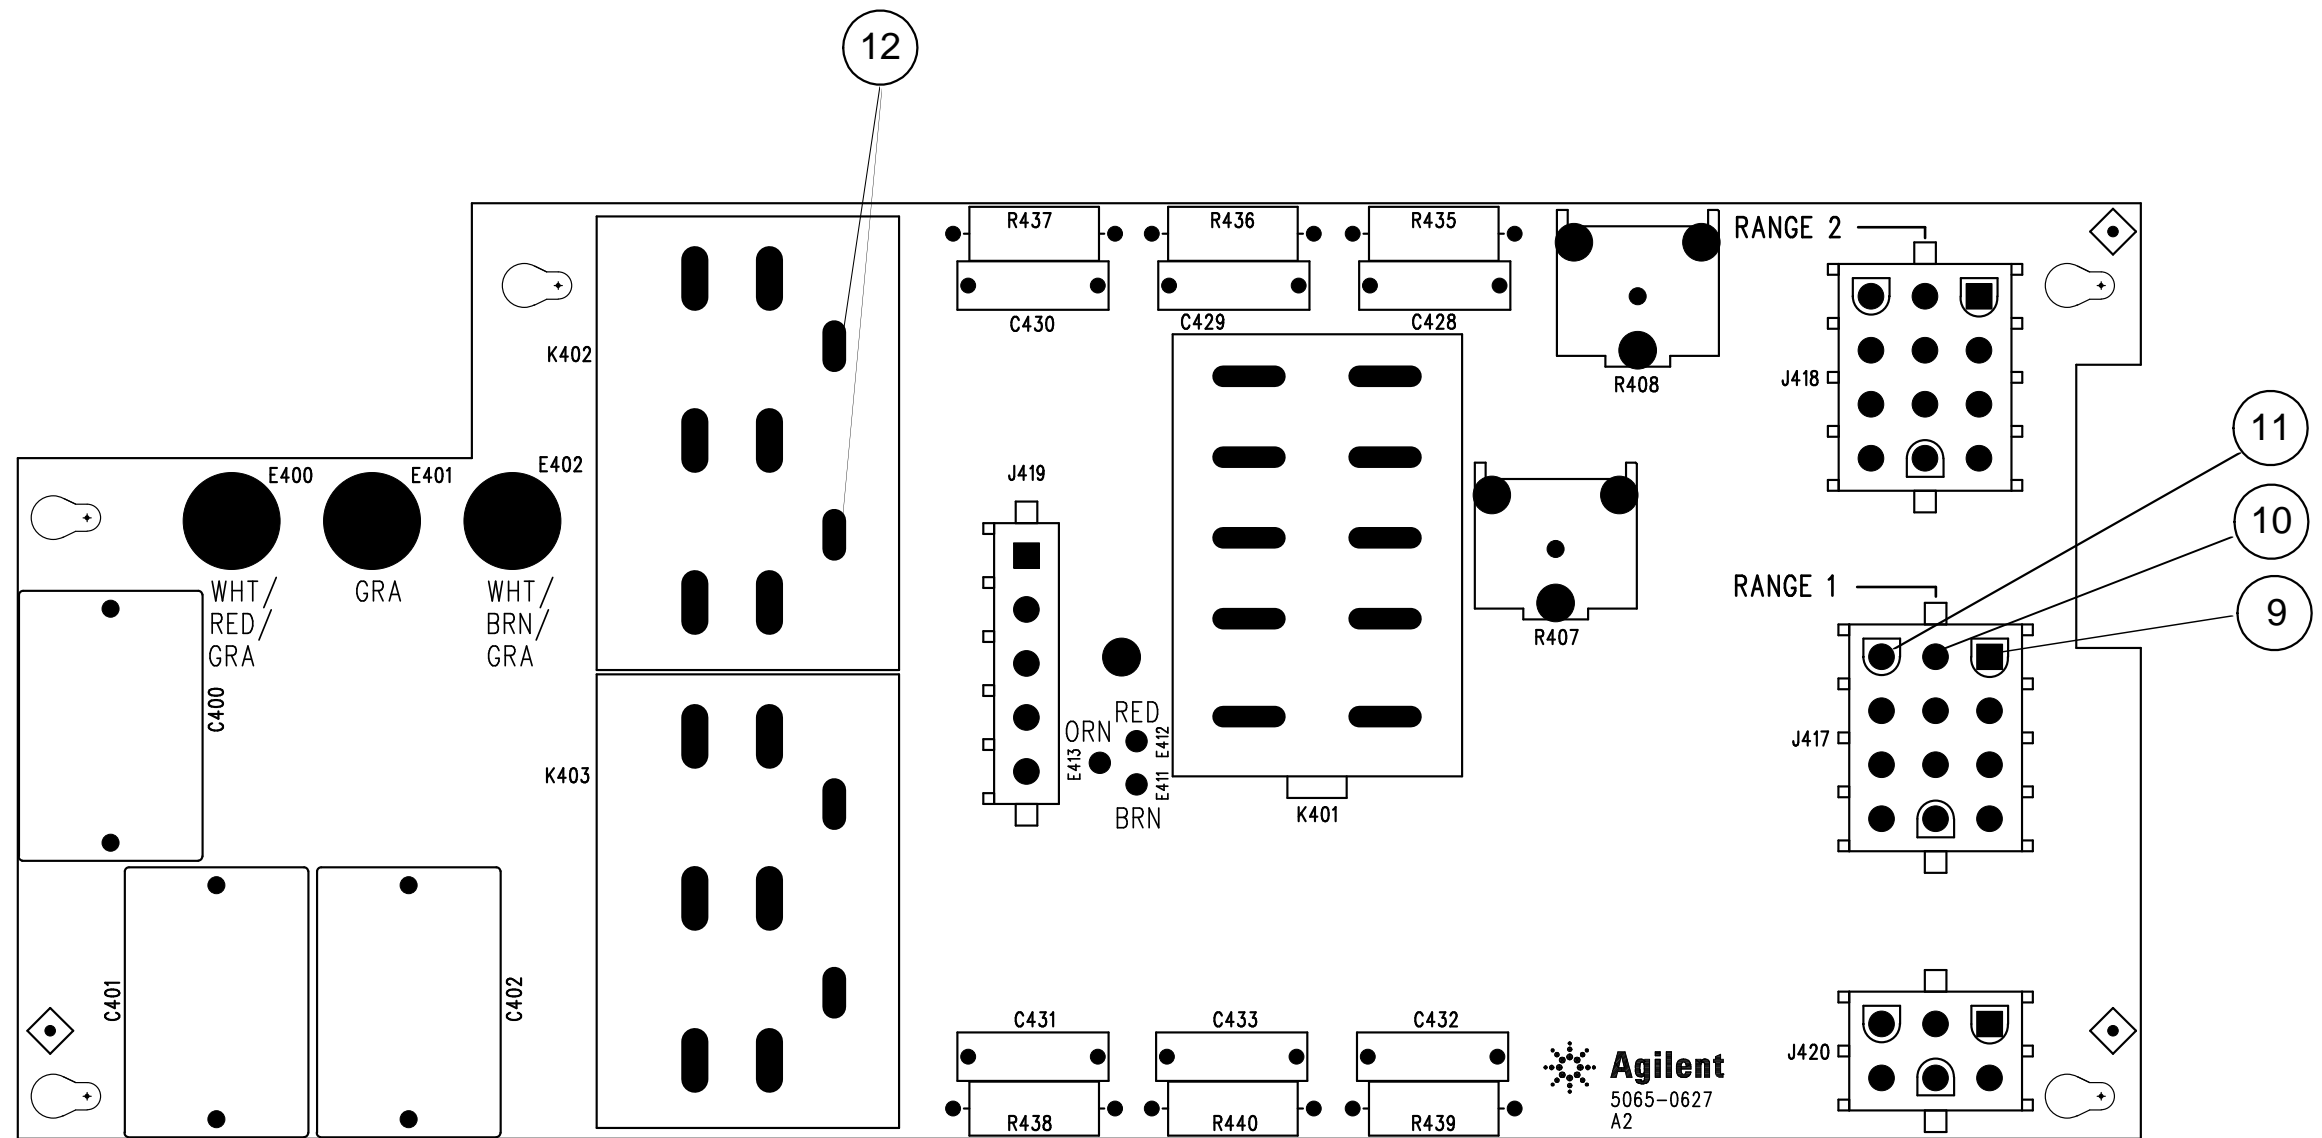 12
R437
R436
R435
RANGE 2
C430
C429
C428
K402
J418
R408
11
E400
E401
E402
J419
10
WHT/
RED/
GRA
GRA
WHT/
BRN/
GRA
RANGE 1
9
R407
C400
RED
ORN
E412
E413
E411
BRN
J417
K403
K401
C401
C402
C431
C433
C432
J420
Agilent
5065-0627
A2
R438
R440
R439